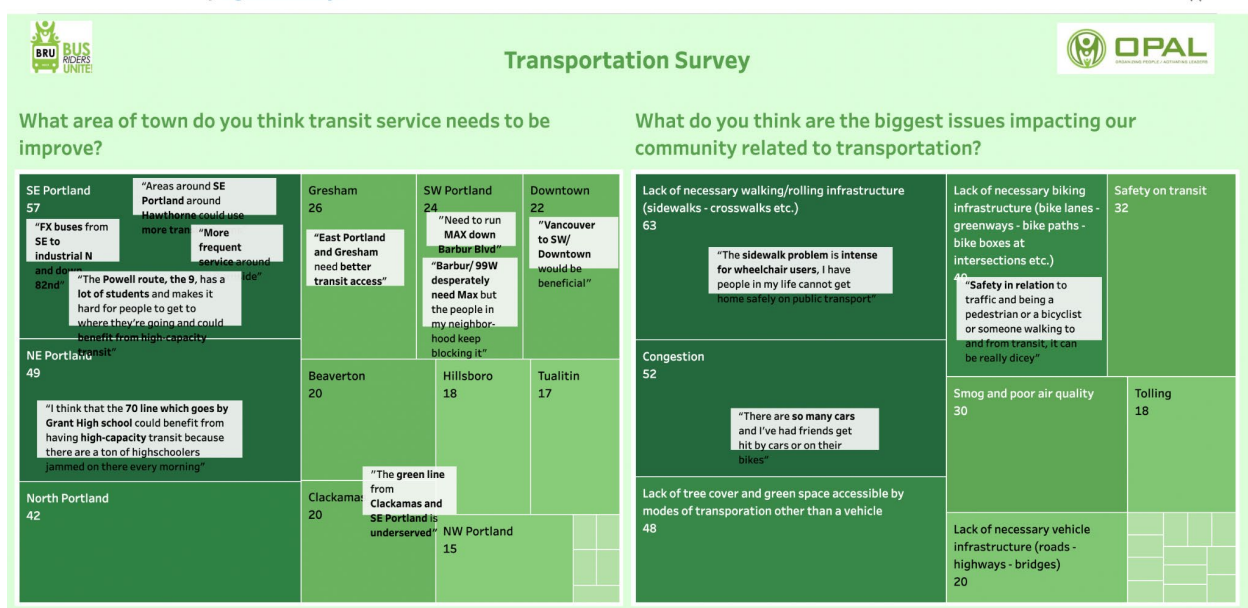 BRU BUS
RIDERS
UNITE!
Transportation Survey
OPAL
ORGANIZING PEOPLE / ACTIVATING LEADERS
What area of town do you think transit service needs to be
improve?
SE Portland
57
"Areas around SE
Portland around
Hawthorne could use
more tran
"FX buses from
SE to
industrial N
and down
82nd"
"More
frequent
service around
ide"
"The Powell route, the 9, has a
lot of students and makes it
hard for people to get to
where they're going and could
benefit from high-capacity
transit"
NE Portland
49
"I think that the 70 line which goes by
Grant High school could benefit from
having high-capacity transit because
there are a ton of highschoolers
jammed on there every morning"
North Portland
42
Gresham
26
"East Portland
and Gresham
need better
transit access"
SW Portland
24
"Need to run
MAX down
Barbur Blvd"
"Barbur/ 99W
desperately
need Max but
the people in
my neighbor-
hood keep
blocking it"
Downtown
22
"Vancouver
to SW/
Downtown
would be
beneficial"
Beaverton
20
Hillsboro
18
Tualitin
17
Clackamas
20
"The green line
from
Clackamas and
SE Portland is
underserved"
NW Portland
15
What do you think are the biggest issues impacting our
community related to transportation?
Lack of necessary walking/rolling infrastructure
(sidewalks - crosswalks etc.)
63
"The sidewalk problem is intense
for wheelchair users, I have
people in my life cannot get
home safely on public transport"
Congestion
52
"There are so many cars
and I've had friends get
hit by cars or on their
bikes"
Lack of tree cover and green space accessible by
modes of transporation other than a vehicle
48
Lack of necessary biking
infrastructure (bike lanes -
greenways - bike paths -
bike boxes at
intersections etc.)
"Safety in relation to
traffic and being a
pedestrian or a bicyclist
or someone walking to
and from transit, it can
be really dicey"
Safety on transit
32
Smog and poor air quality
30
Tolling
18
Lack of necessary vehicle
infrastructure (roads -
highways - bridges)
20